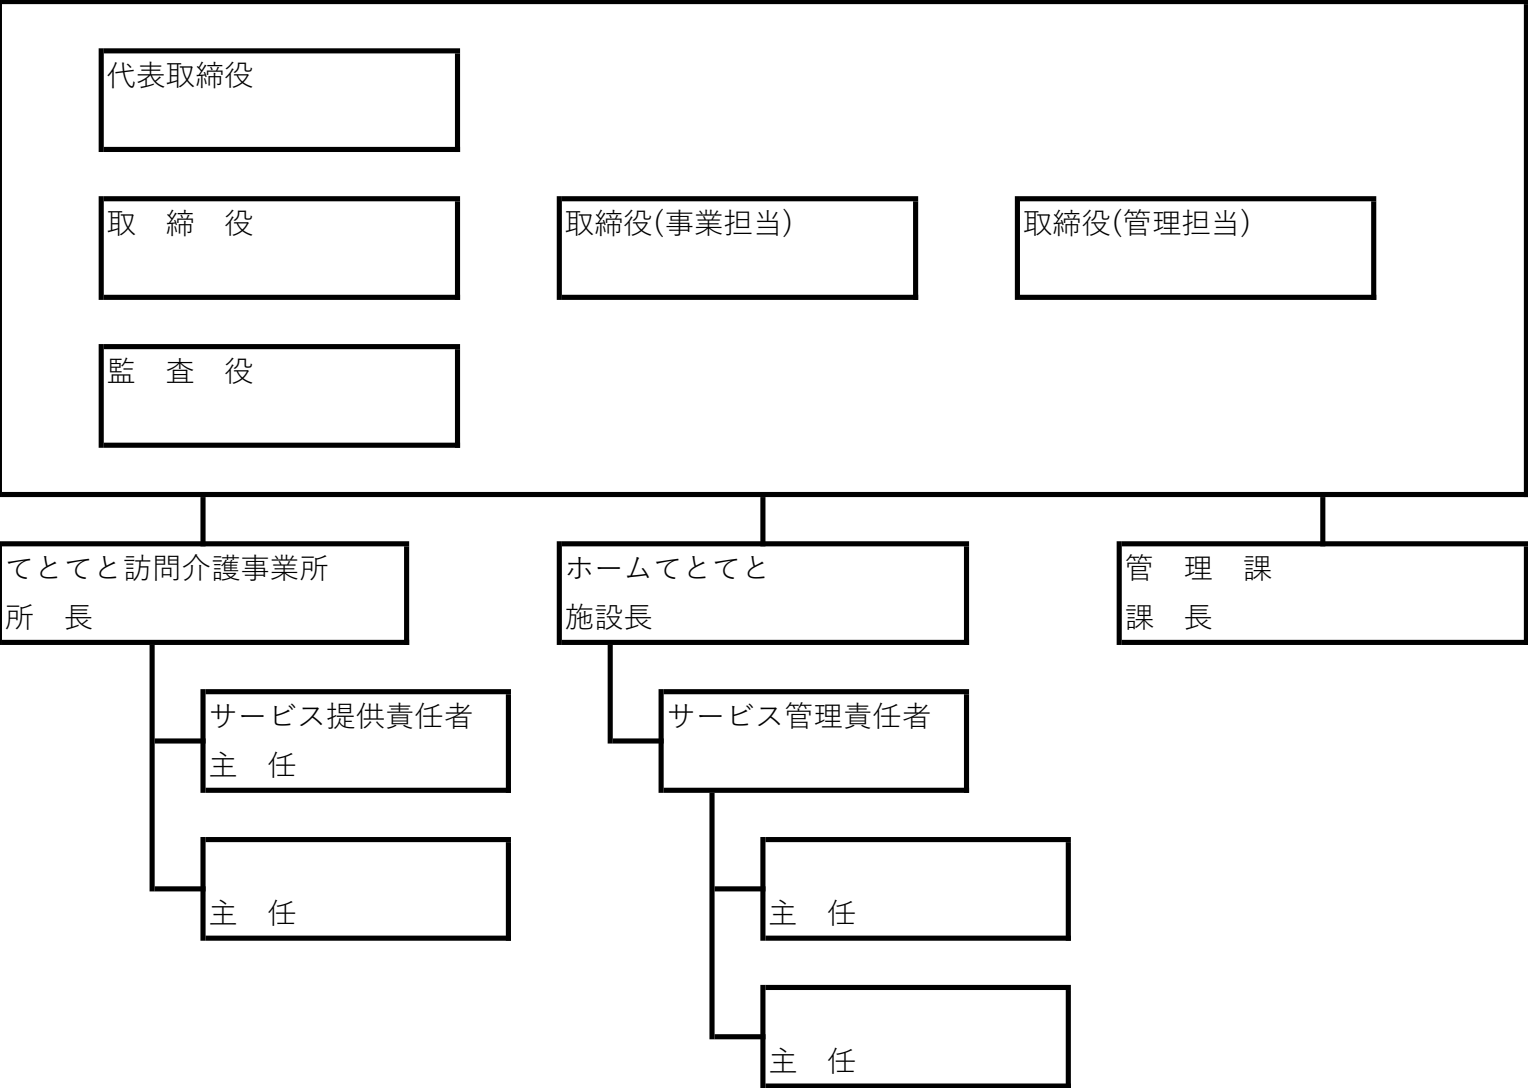 代表取締役
取　締　役
取締役(事業担当)
取締役(管理担当)
監　査　役
てとてと訪問介護事業所
所　長
ホームてとてと
施設長
管　理　課
課　長
サービス提供責任者
主　任
サービス管理責任者
主　任
主　任
主　任